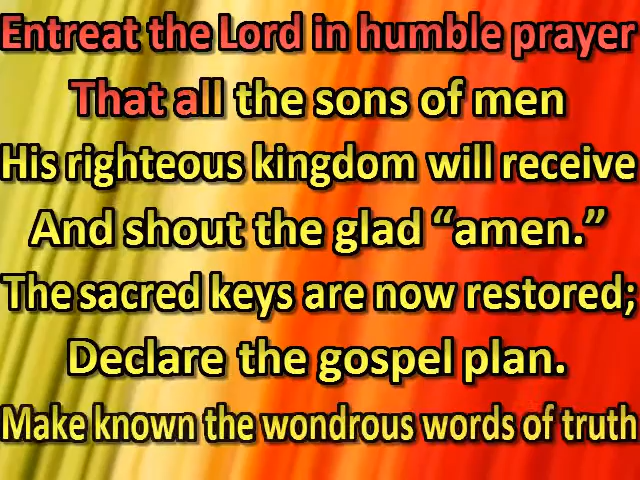 Entreat the Lord in humble prayer
That all the sons of men
His righteous kingdom will receive
And shout the glad “amen.”
The sacred keys are now restored;
Declare the gospel plan.
Make known the wondrous words of truth